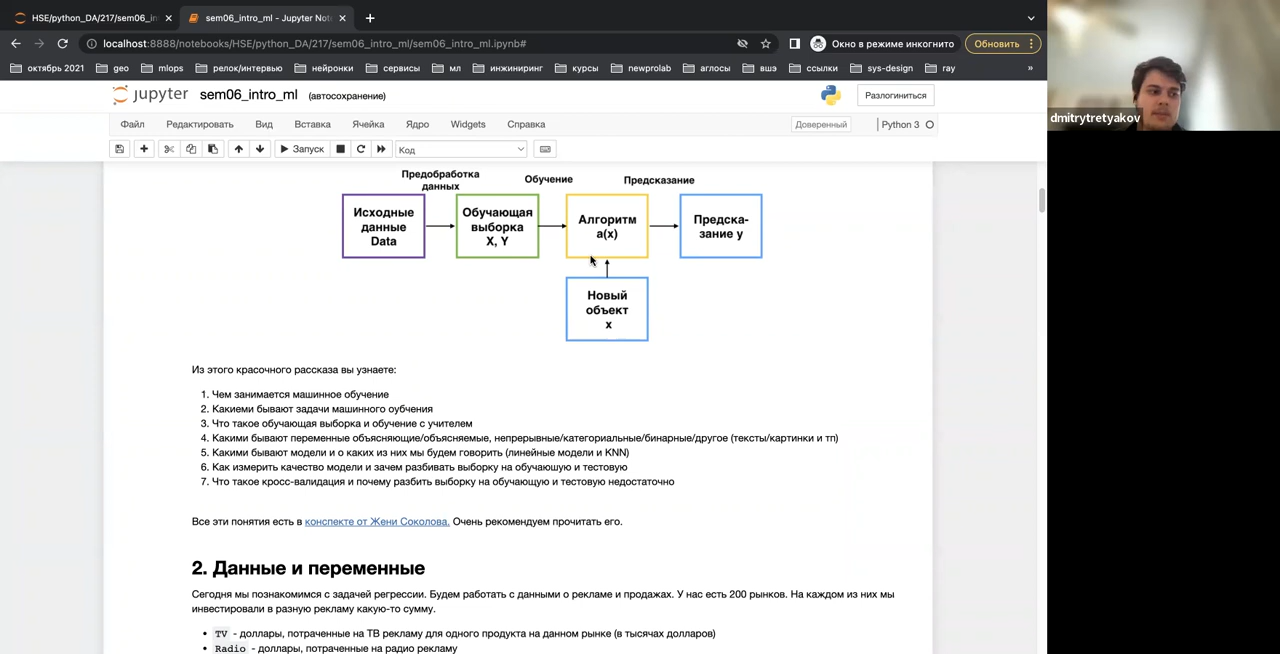 HSE/python_DA/217/sem06_in
sem06_intro_ml - Jupyter Not
localhost:8888/notebooks/HSE/python_DA/217/sem06_intro_ml/sem06_intro_ml.ipynb#
Окно в режиме инкогнито
Обновить
октябрь 2021
geo
mlops
релок/интервью
нейронки
сервисы
мл
инжиниринг
курсы
newprolab
аглосы
вшэ
ссылки
sys-design
ray
»
dmitrytretyakov
jupyter
sem06_intro_ml
(автосохранение)
Разлогиниться
Файл
Редактировать
Вид
Вставка
Ячейка
Ядро
Widgets
Справка
Доверенный
Python 3
Запуск
Код
Предобработка
данных
Обучение
Предсказание
Исходные
данные
Data
Обучающая
выборка
X, Y
Алгоритм
a(x)
Предска-
зание y
Новый
объект
x
Из этого красочного рассказа вы узнаете:
1. Чем занимается машинное обучение
2. Какиеми бывают задачи машинного оубчения
3. Что такое обучающая выборка и обучение с учителем
4. Какими бывают переменные объясняющие/объясняемые, непрерывные/категориальные/бинарные/другое (тексты/картинки и тп)
5. Какими бывают модели и о каких из них мы будем говорить (линейные модели и KNN)
6. Как измерить качество модели и зачем разбивать выборку на обучаюшую и тестовую
7. Что такое кросс-валидация и почему разбить выборку на обучающую и тестовую недостаточно
Все эти понятия есть в конспекте от Жени Соколова. Очень рекомендуем прочитать его.
2. Данные и переменные
Сегодня мы познакомимся с задачей регрессии. Будем работать с данными о рекламе и продажах. У нас есть 200 рынков. На каждом из них мы
инвестировали в разную рекламу какую-то сумму.
• TV - доллары, потраченные на ТВ рекламу для одного продукта на данном рынке (в тысячах долларов)
• Radio - доллары, потраченные на радио рекламу